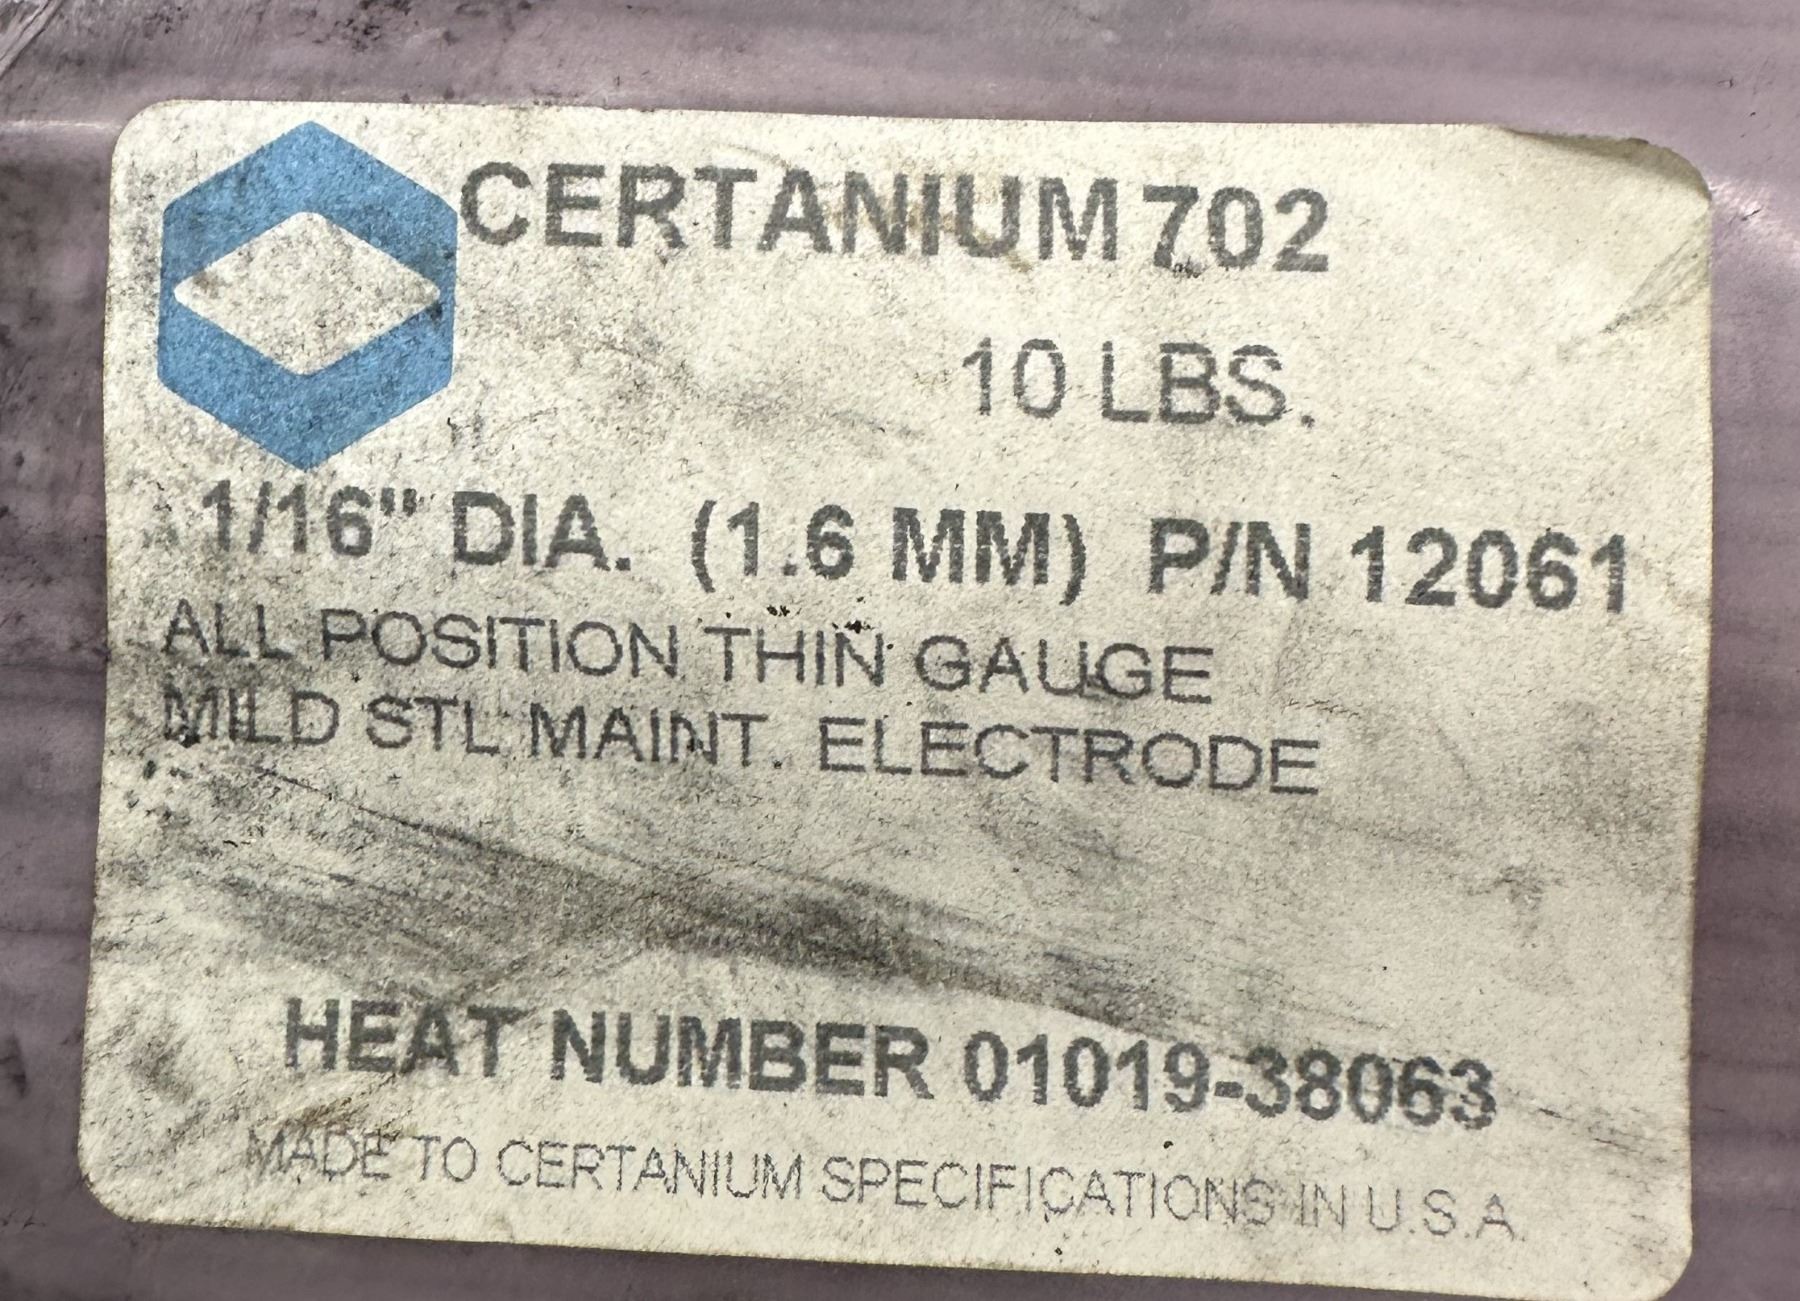 CERTANIUM 702
10 LBS.
1/16" DIA. (1.6 MM) P/N 12061
ALL POSITION THIN GAUGE
MILD STL MAINT. ELECTRODE
HEAT NUMBER 01019-38063
MADE TO CERTANIUM SPECIFICATIONS IN U.S.A.